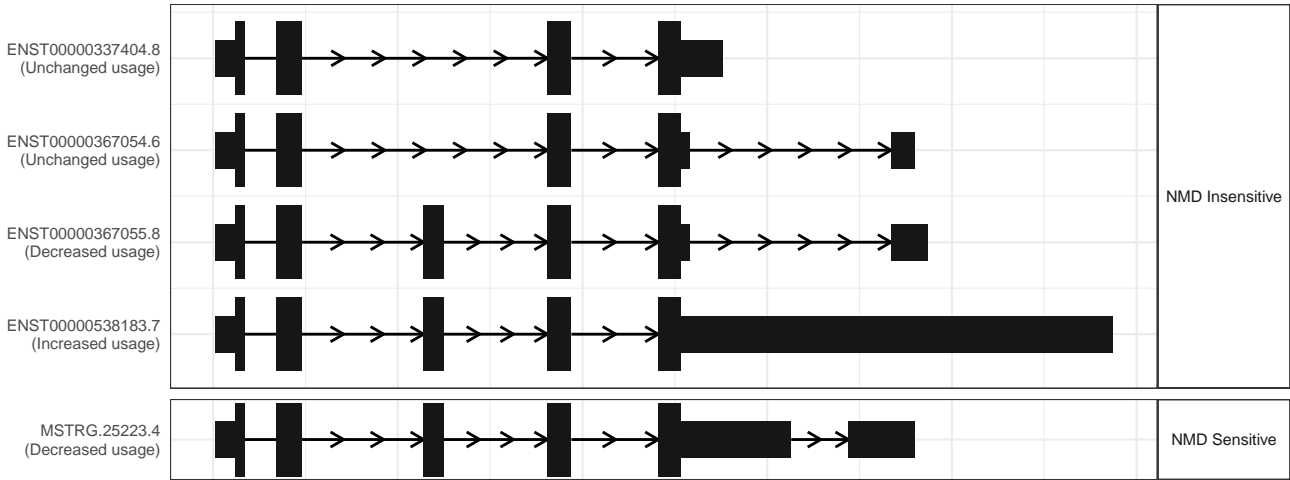 ENST00000337404.8
(Unchanged usage)
ENST00000367054.6
(Unchanged usage)
ENST00000367055.8
(Decreased usage)
ENST00000538183.7
(Increased usage)
NMD Insensitive
MSTRG.25223.4
(Decreased usage)
NMD Sensitive